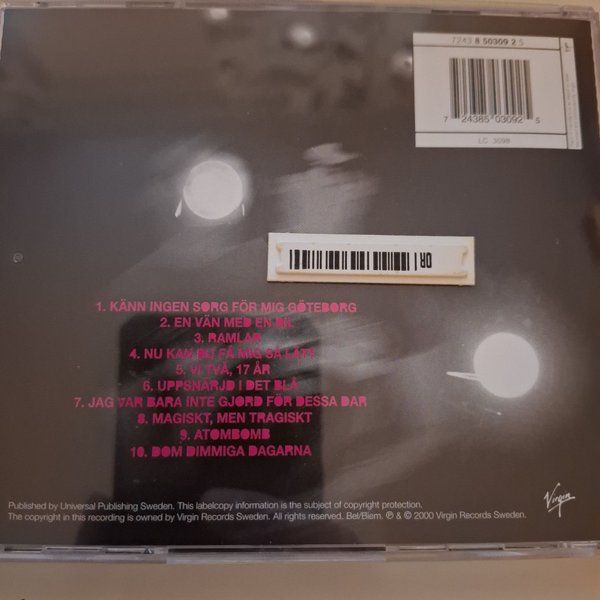 7243 8 50309 2 5
7 24385 03092 5
LC 3098
OR
1. KÄNN INGEN SORG FÖR MIG GÖTEBORG
2. EN VÄN MED EN BIL
3. RAMLAR
4. NU KAN DU FÅ MIG SÅ LÄTT
5. VI TVÅ, 17 ÅR
6. UPPSNÄRJD I DET BLÅ
7. JAG VAR BARA INTE GJORD FÖR DESSA DAR
8. MAGISKT, MEN TRAGISKT
9. ATOMBOMB
10. DOM DIMMIGA DAGARNA
Published by Universal Publishing Sweden. This labelcopy information is the subject of copyright protection.
The copyright in this recording is owned by Virgin Records Sweden. All rights reserved. Bel/Biem. ℗ & © 2000 Virgin Records Sweden.
Virgin